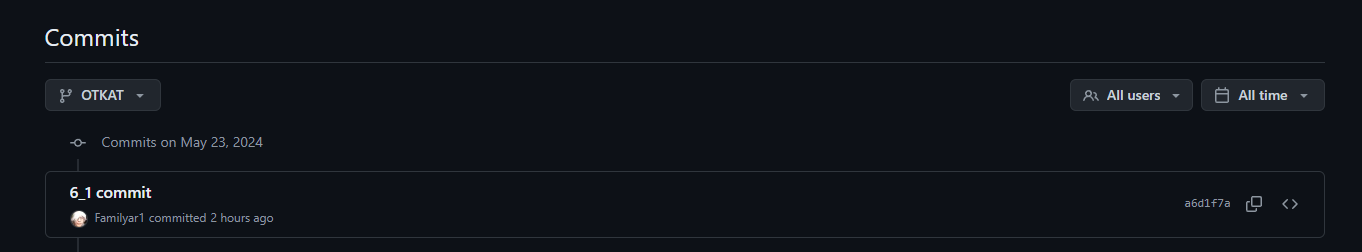 Commits
OTKAT
All users
All time
Commits on May 23, 2024
6_1 commit
a6d1f7a
Familyar1 committed 2 hours ago